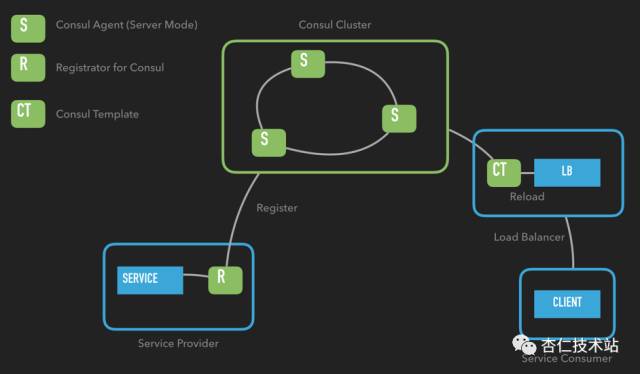 S Consul Agent (Server Mode)
R Registrator for Consul
CT Consul Template
Consul Cluster
S
S
S
CT LB
Reload
Register
Load Balancer
SERVICE R
CLIENT
Service Provider
杏仁技术站
Service Consumer